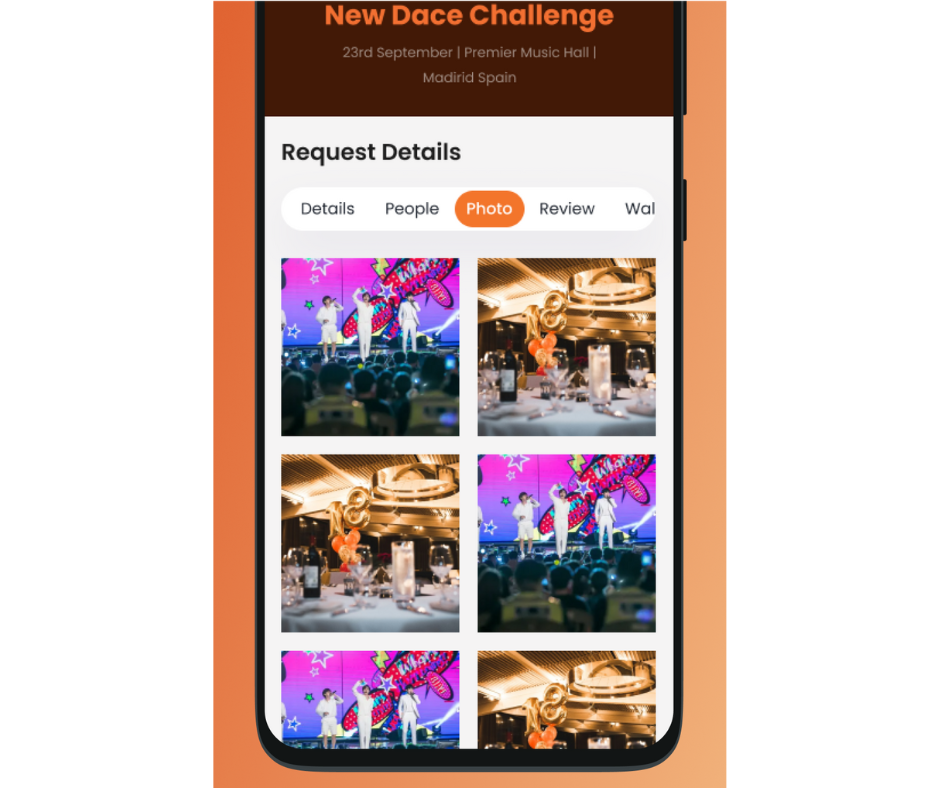 New Dace Challenge
23rd September | Premier Music Hall |
Madirid Spain
Request Details
Details People Photo Review Wal